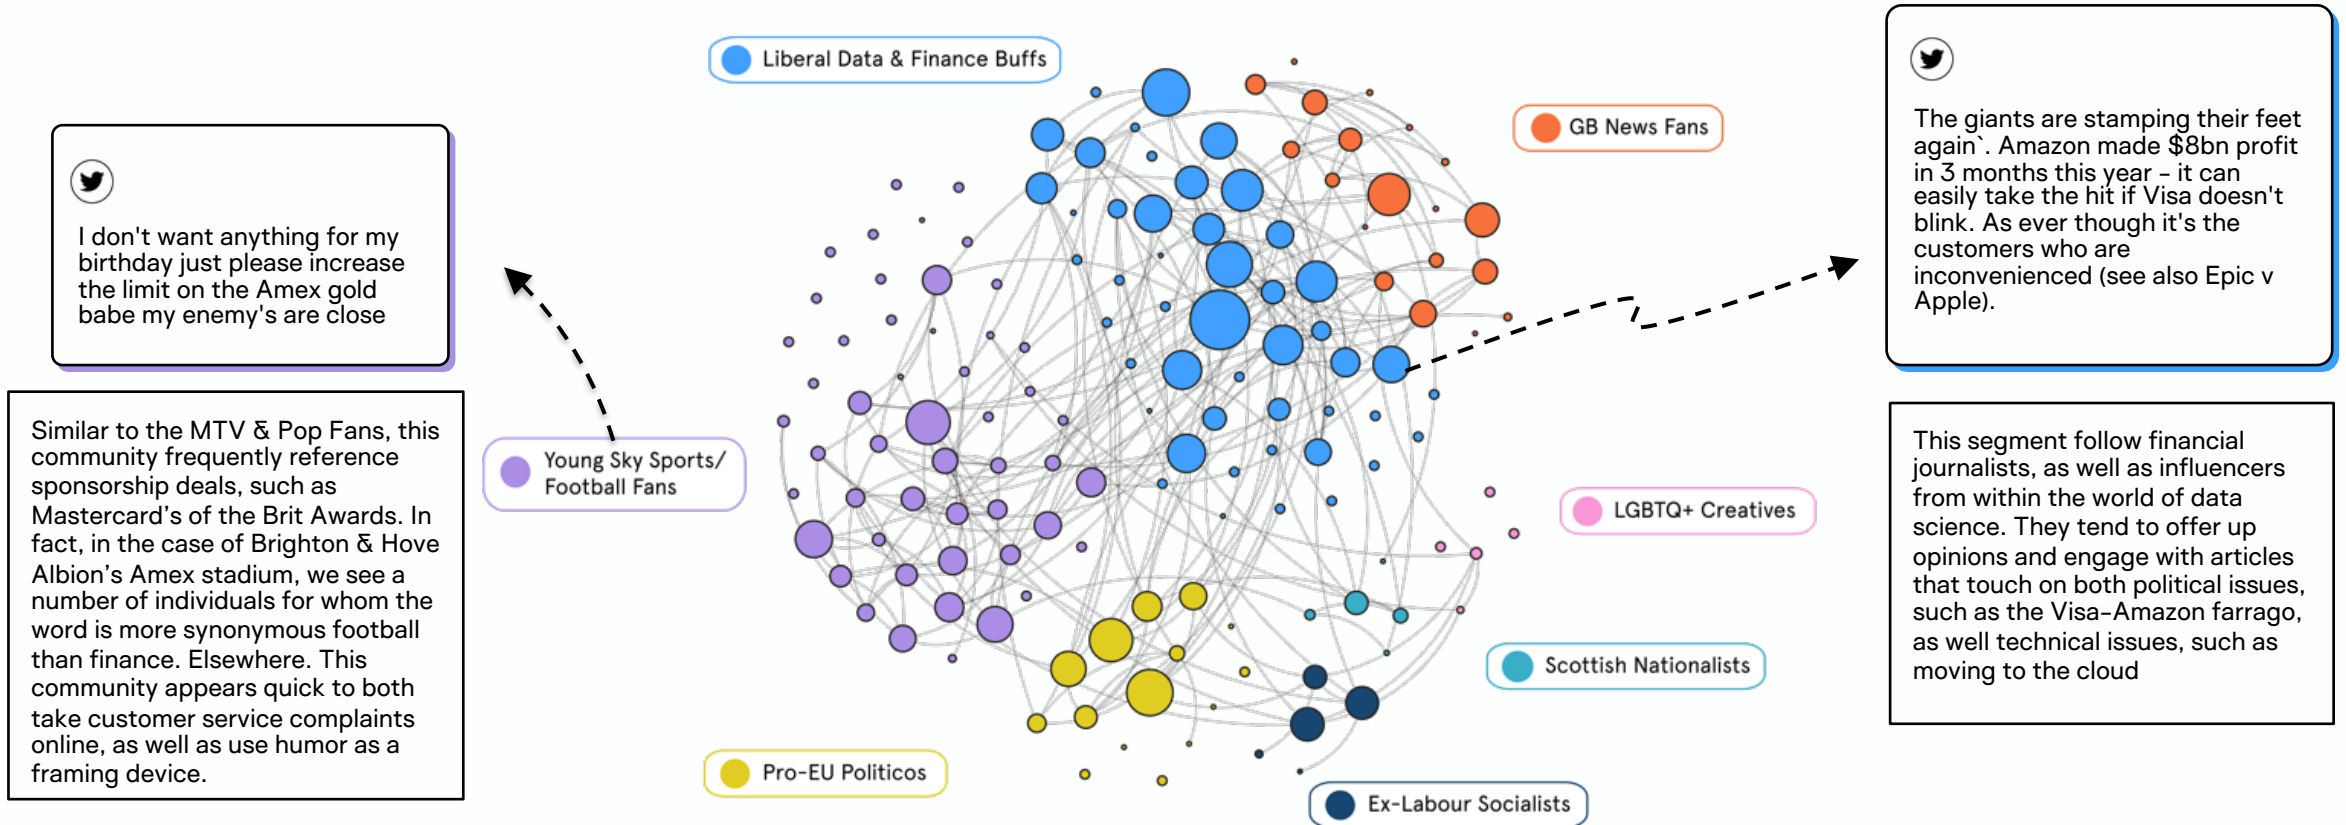 Liberal Data & Finance Buffs
GB News Fans
I don't want anything for my
birthday just please increase
the limit on the Amex gold
babe my enemy's are close
The giants are stamping their feet
again`. Amazon made $8bn profit
in 3 months this year – it can
easily take the hit if Visa doesn't
blink. As ever though it's the
customers who are
inconvenienced (see also Epic v
Apple).
Similar to the MTV & Pop Fans, this
community frequently reference
sponsorship deals, such as
Mastercard’s of the Brit Awards. In
fact, in the case of Brighton & Hove
Albion’s Amex stadium, we see a
number of individuals for whom the
word is more synonymous football
than finance. Elsewhere. This
community appears quick to both
take customer service complaints
online, as well as use humor as a
framing device.
Young Sky Sports/
Football Fans
This segment follow financial
journalists, as well as influencers
from within the world of data
science. They tend to offer up
opinions and engage with articles
that touch on both political issues,
such as the Visa-Amazon farrago,
as well technical issues, such as
moving to the cloud
LGBTQ+ Creatives
Scottish Nationalists
Pro-EU Politicos
Ex-Labour Socialists